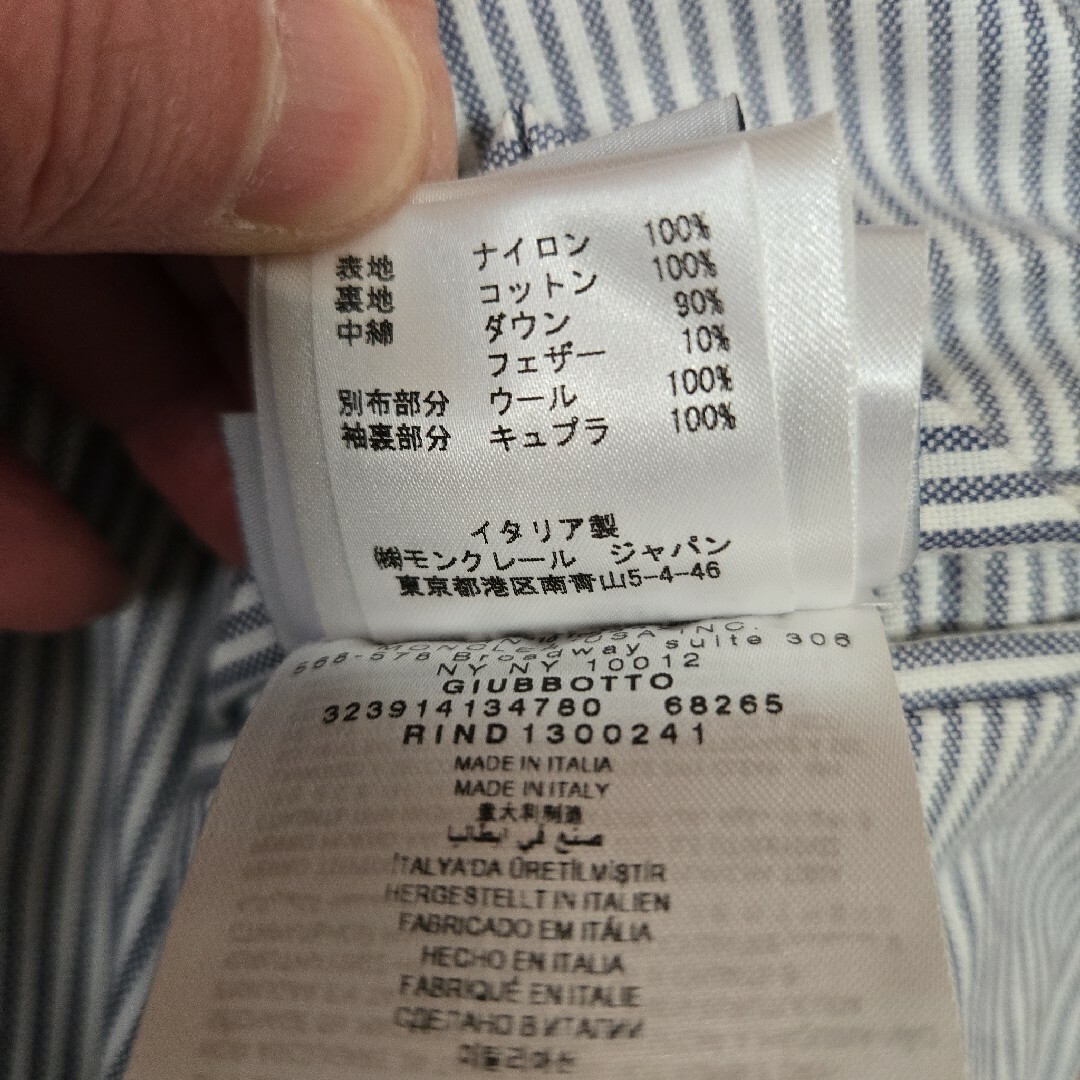 表地 ナイロン 100%
裏地 コットン 100%
中綿 ダウン 90%
フェザー 10%
別布部分 ウール 100%
袖裏部分 キュプラ 100%
イタリア製
㈱モンクレール ジャパン
東京都港区南青山5-4-46
USA INC.
568-578 Broadway suite 306
NY NY 10012
GIUBBOTTO
323914134780 68265
RIND1300241
MADE IN ITALIA
MADE IN ITALY
意大利制造
صنع في ايطاليا
İTALYA'DA ÜRETİLMİŞTİR
HERGESTELLT IN ITALIEN
FABRICADO EM ITÁLIA
HECHO EN ITALIA
FABRIQUÉ EN ITALIE
СДЕЛАНО В ИТАЛИИ